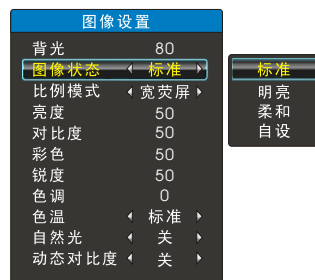 图像设置
背光 80
图像状态 标准
比例模式 宽荧屏
亮度 50
对比度 50
彩色 50
锐度 50
色调 0
色温 标准
自然光 关
动态对比度 关
标准
明亮
柔和
自设